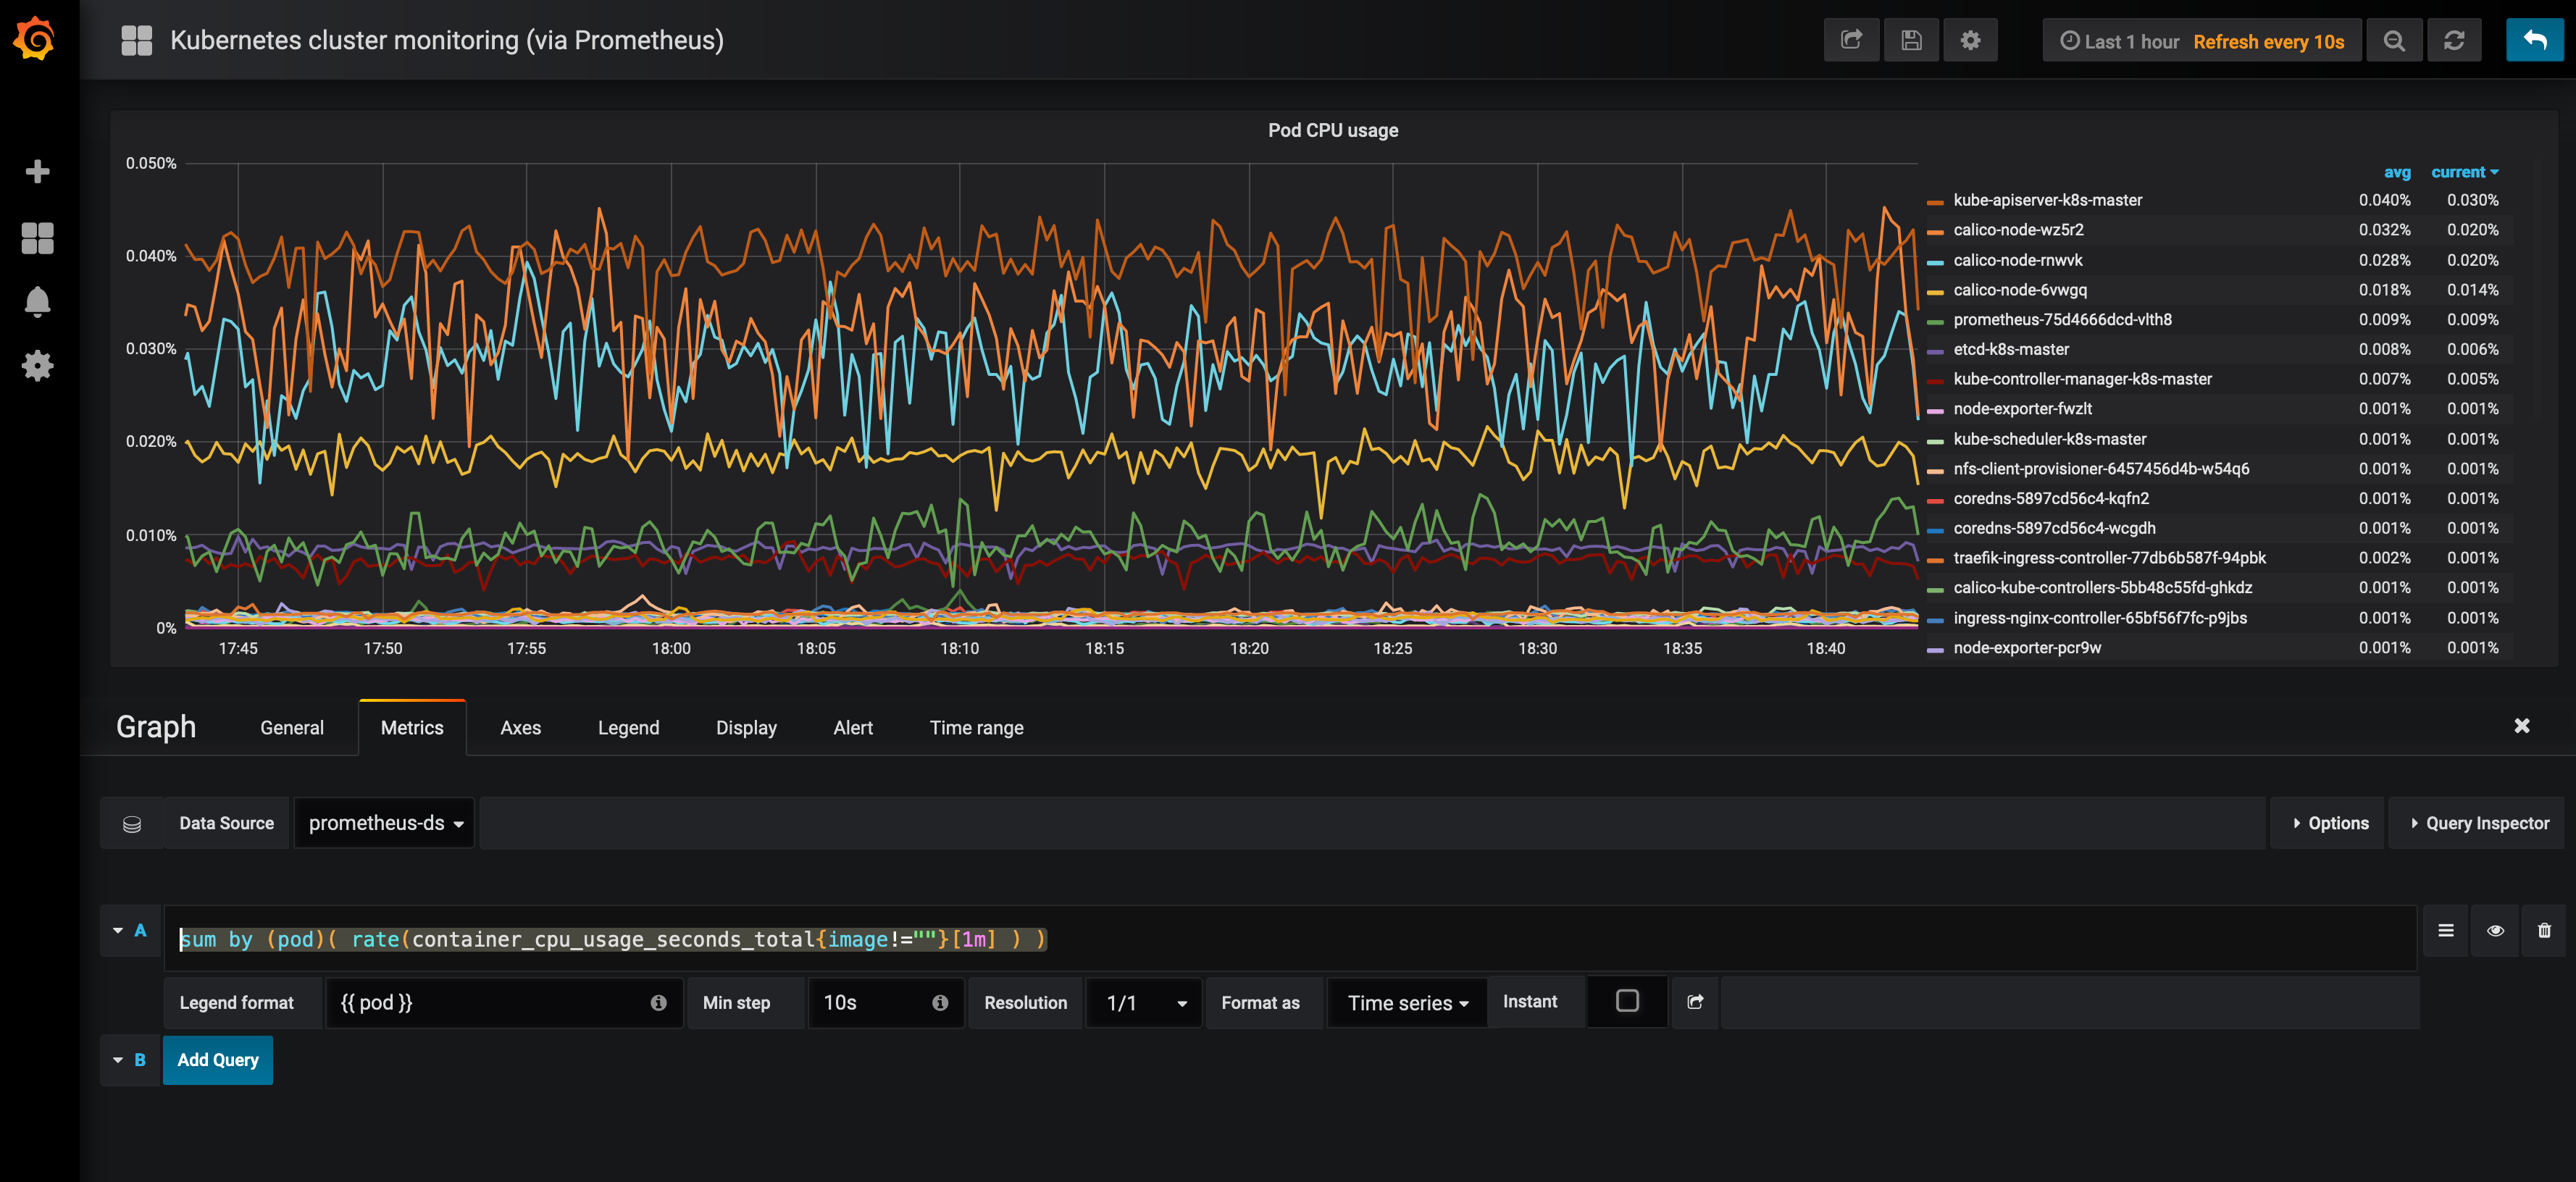 Kubernetes cluster monitoring (via Prometheus)
Last 1 hour Refresh every 10s
Pod CPU usage
0.050%
0.040%
0.030%
0.020%
0.010%
0%
17:45 17:50 17:55 18:00 18:05 18:10 18:15 18:20 18:25 18:30 18:35 18:40
avg current
kube-apiserver-k8s-master 0.040% 0.030%
calico-node-wz5r2 0.032% 0.020%
calico-node-rnwvk 0.028% 0.020%
calico-node-6vwgq 0.018% 0.014%
prometheus-75d4666dcd-vlth8 0.009% 0.009%
etcd-k8s-master 0.008% 0.006%
kube-controller-manager-k8s-master 0.007% 0.005%
node-exporter-fwzlt 0.001% 0.001%
kube-scheduler-k8s-master 0.001% 0.001%
nfs-client-provisioner-6457456d4b-w54q6 0.001% 0.001%
coredns-5897cd56c4-kqfn2 0.001% 0.001%
coredns-5897cd56c4-wcgdh 0.001% 0.001%
traefik-ingress-controller-77db6b587f-94pbk 0.002% 0.001%
calico-kube-controllers-5bb48c55fd-ghkdz 0.001% 0.001%
ingress-nginx-controller-65bf56f7fc-p9jbs 0.001% 0.001%
node-exporter-pcr9w 0.001% 0.001%
Graph General Metrics Axes Legend Display Alert Time range
Data Source prometheus-ds Options Query Inspector
A sum by (pod)( rate(container_cpu_usage_seconds_total{image!=""}[1m] ) )
Legend format {{ pod }} Min step 10s Resolution 1/1 Format as Time series Instant
B Add Query